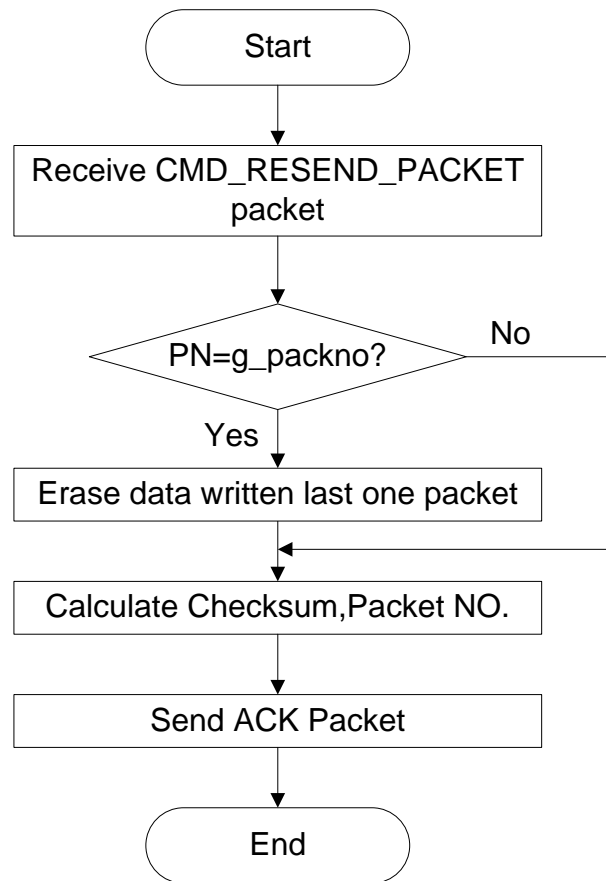 Start
Receive CMD_RESEND_PACKET
packet
PN=g_packno?
No
Yes
Erase data written last one packet
Calculate Checksum,Packet NO.
Send ACK Packet
End